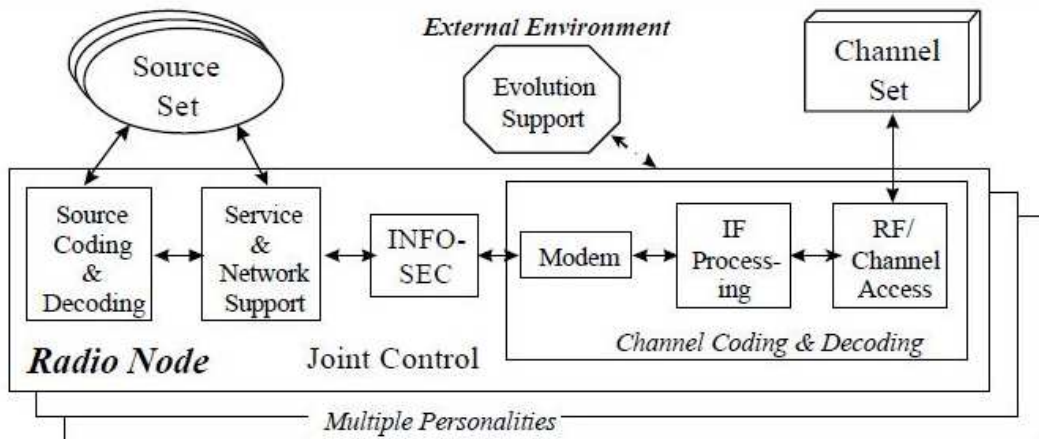 External Environment
Source
Set
Evolution
Support
Channel
Set
Source
Coding
&
Decoding
Service
&
Network
Support
INFO-
SEC
Modem
IF
Process-
ing
RF/
Channel
Access
Channel Coding & Decoding
Radio Node
Joint Control
Multiple Personalities